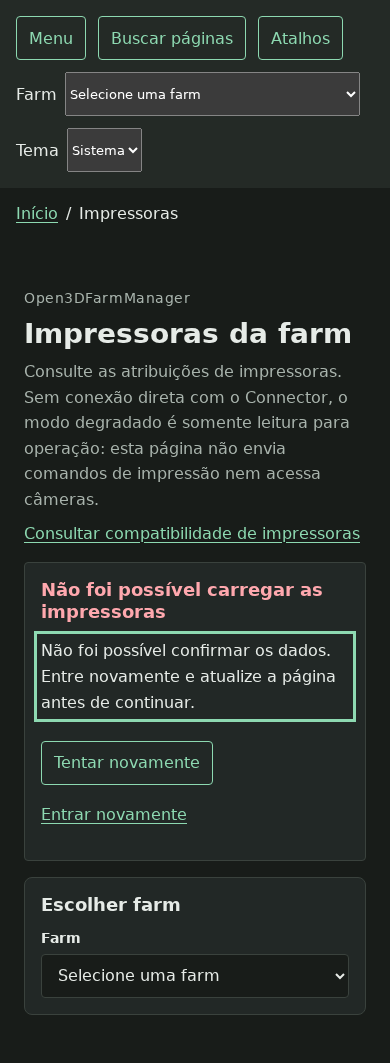 Menu
Buscar páginas
Atalhos
Farm
Selecione uma farm
Tema
Sistema
Início / Impressoras
Open3DFarmManager
Impressoras da farm
Consulte as atribuições de impressoras.
Sem conexão direta com o Connector, o
modo degradado é somente leitura para
operação: esta página não envia
comandos de impressão nem acessa
câmeras.
Consultar compatibilidade de impressoras
Não foi possível carregar as
impressoras
Não foi possível confirmar os dados.
Entre novamente e atualize a página
antes de continuar.
Tentar novamente
Entrar novamente
Escolher farm
Farm
Selecione uma farm